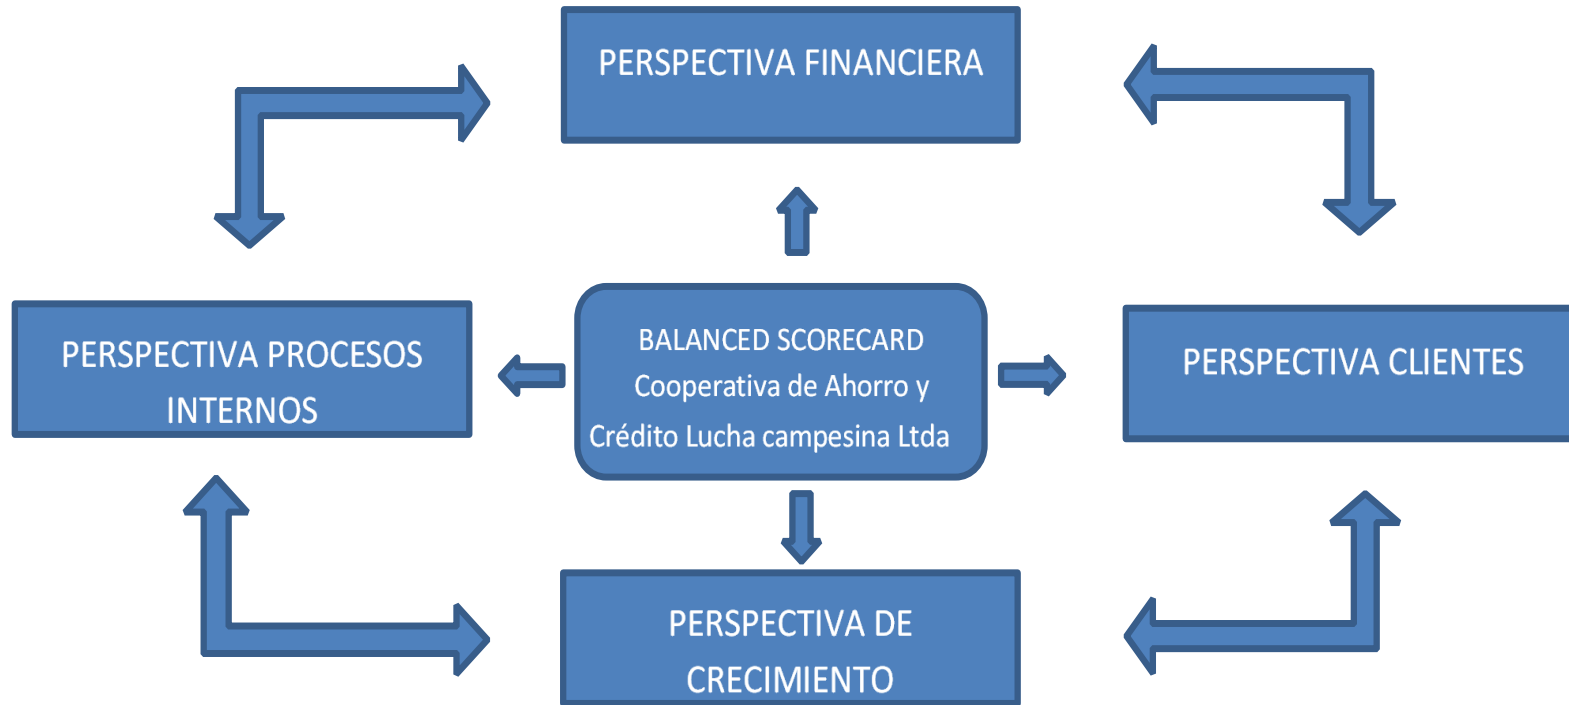 PERSPECTIVA FINANCIERA
PERSPECTIVA PROCESOS
INTERNOS
BALANCED SCORECARD
Cooperativa de Ahorro y
Crédito Lucha campesina Ltda
PERSPECTIVA CLIENTES
PERSPECTIVA DE
CRECIMIENTO